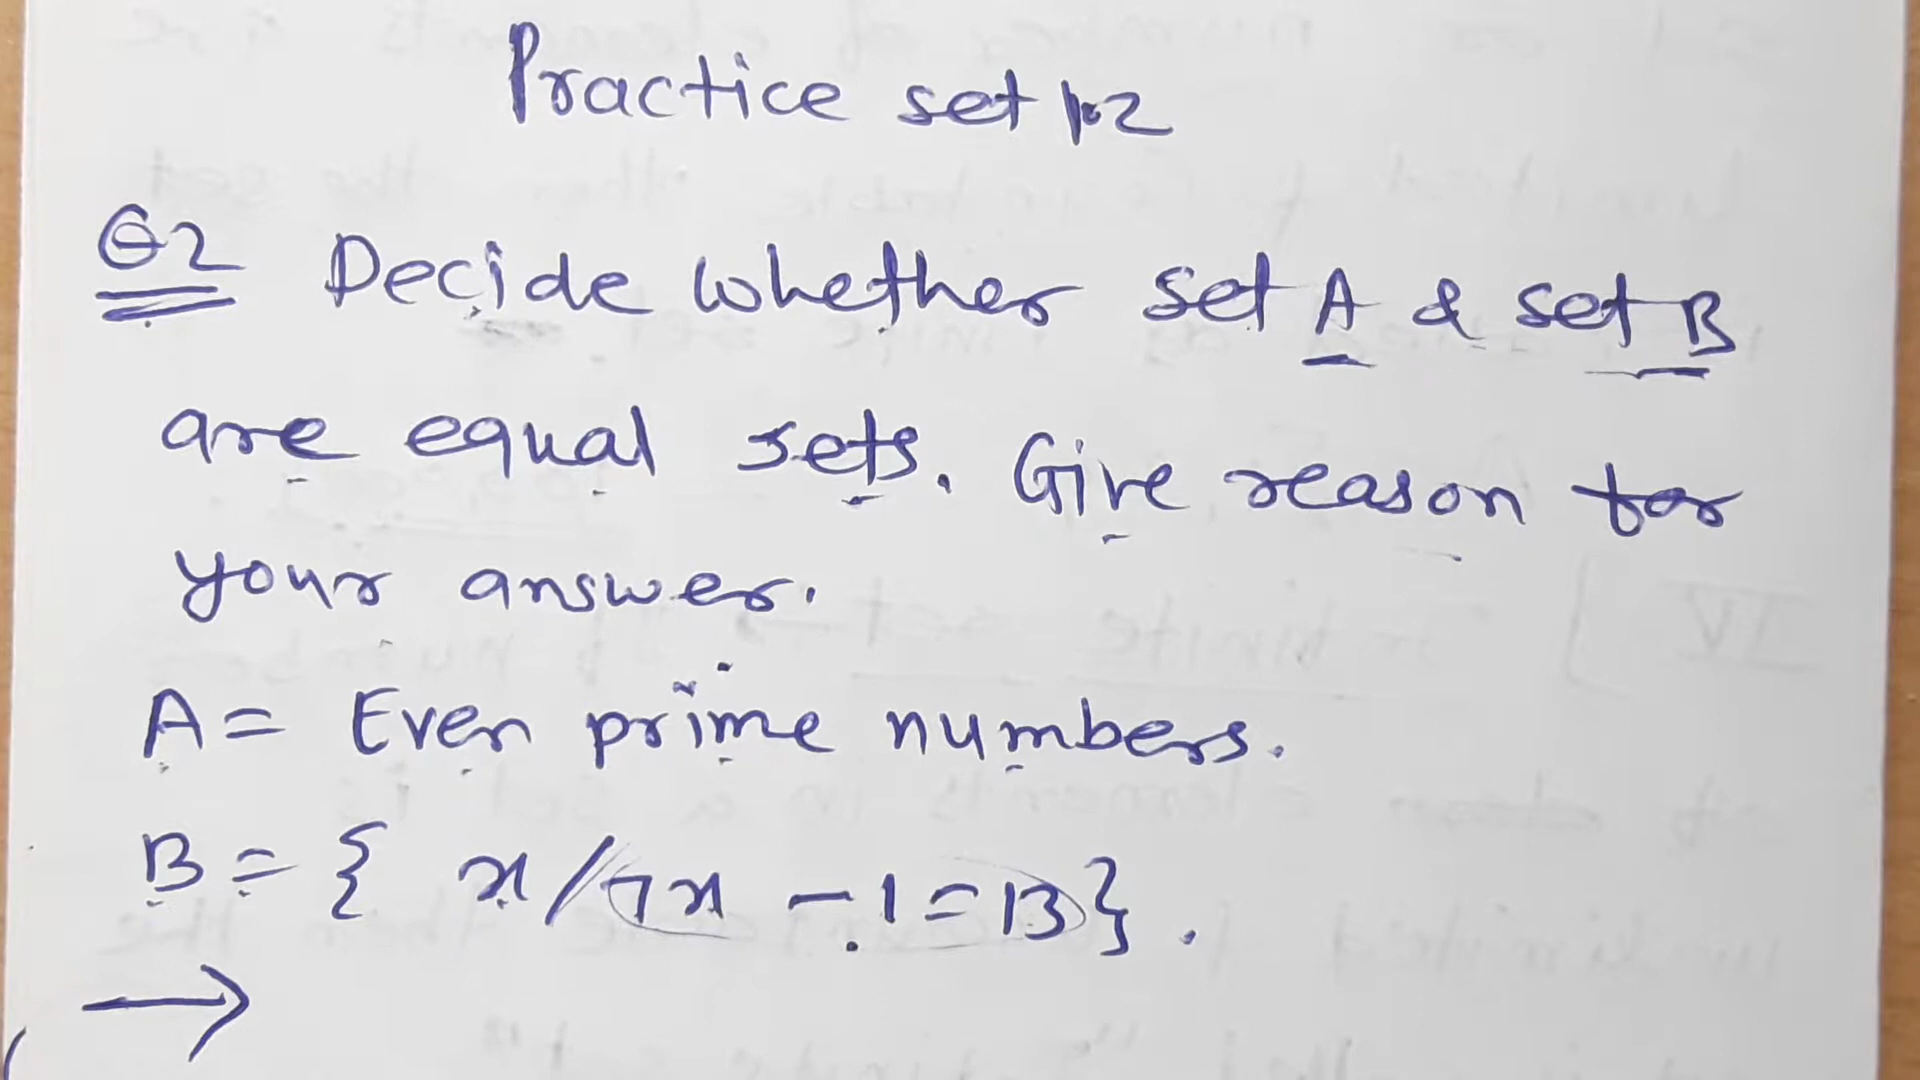 Practice set 1.2
Q2 Decide whether set A & set B
are equal sets. Give reason for
your answer.
A = Even prime numbers.
B = { x/7x - 1 = 13}.
→